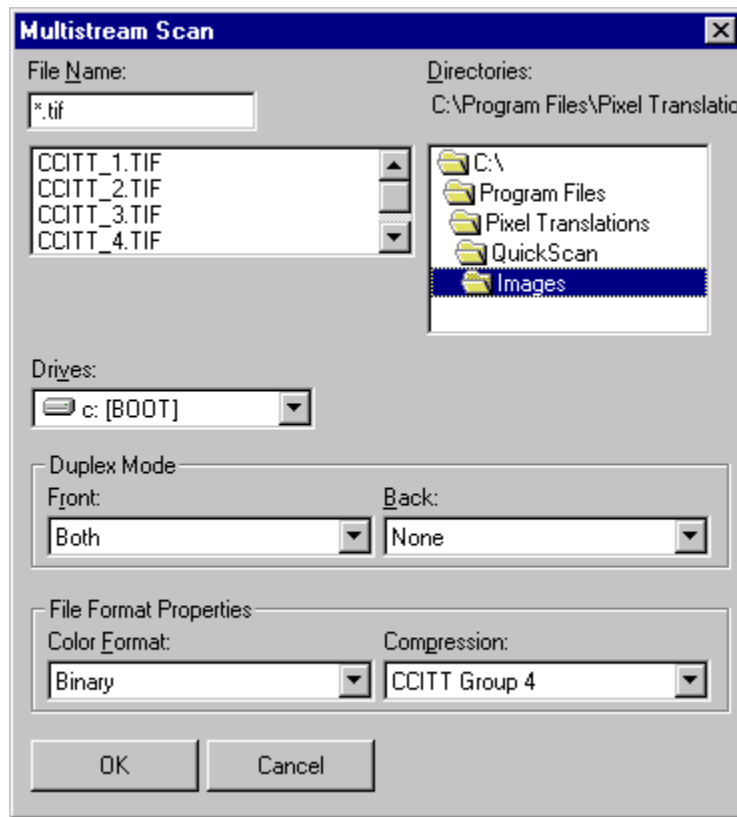 Multistream Scan
File Name:
*.tif
CCITT_1.TIF
CCITT_2.TIF
CCITT_3.TIF
CCITT_4.TIF
Directories:
C:\Program Files\Pixel Translatio
C:\
Program Files
Pixel Translations
QuickScan
Images
Drives:
c: [BOOT]
Duplex Mode
Front:
Both
Back:
None
File Format Properties
Color Format:
Binary
Compression:
CCITT Group 4
OK
Cancel